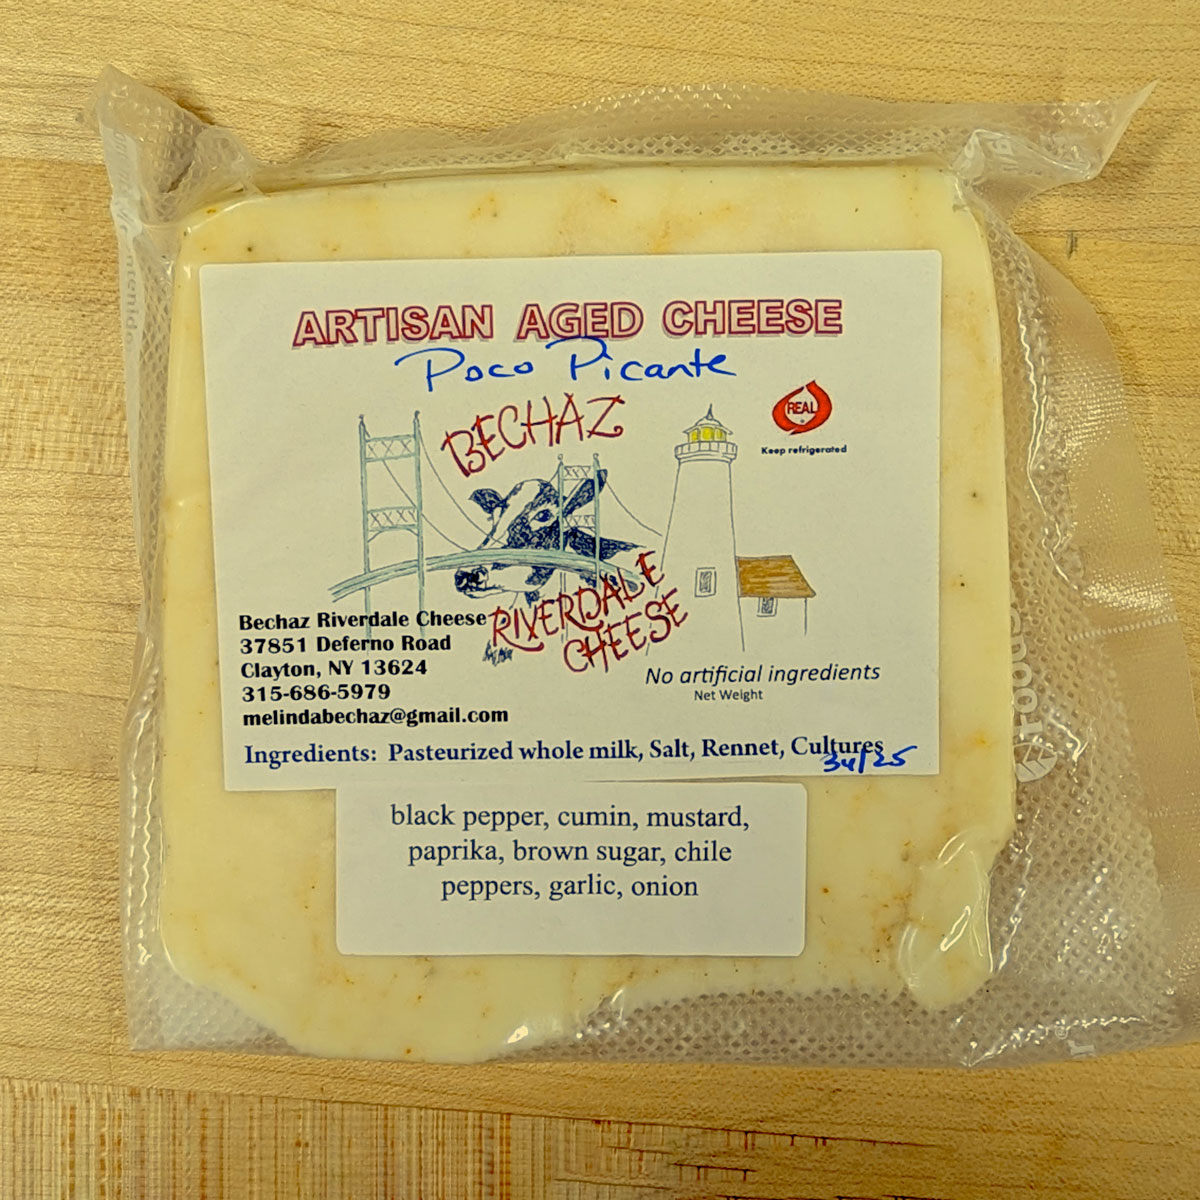 ARTISAN AGED CHEESE
Poco Picante
BECHAZ
REAL
Keep refrigerated
RIVERDALE
CHEESE
Bechaz Riverdale Cheese
37851 Deferno Road
Clayton, NY 13624
315-686-5979
melindabechaz@gmail.com
No artificial ingredients
Net Weight
Ingredients: Pasteurized whole milk, Salt, Rennet, Cultures
black pepper, cumin, mustard,
paprika, brown sugar, chile
peppers, garlic, onion